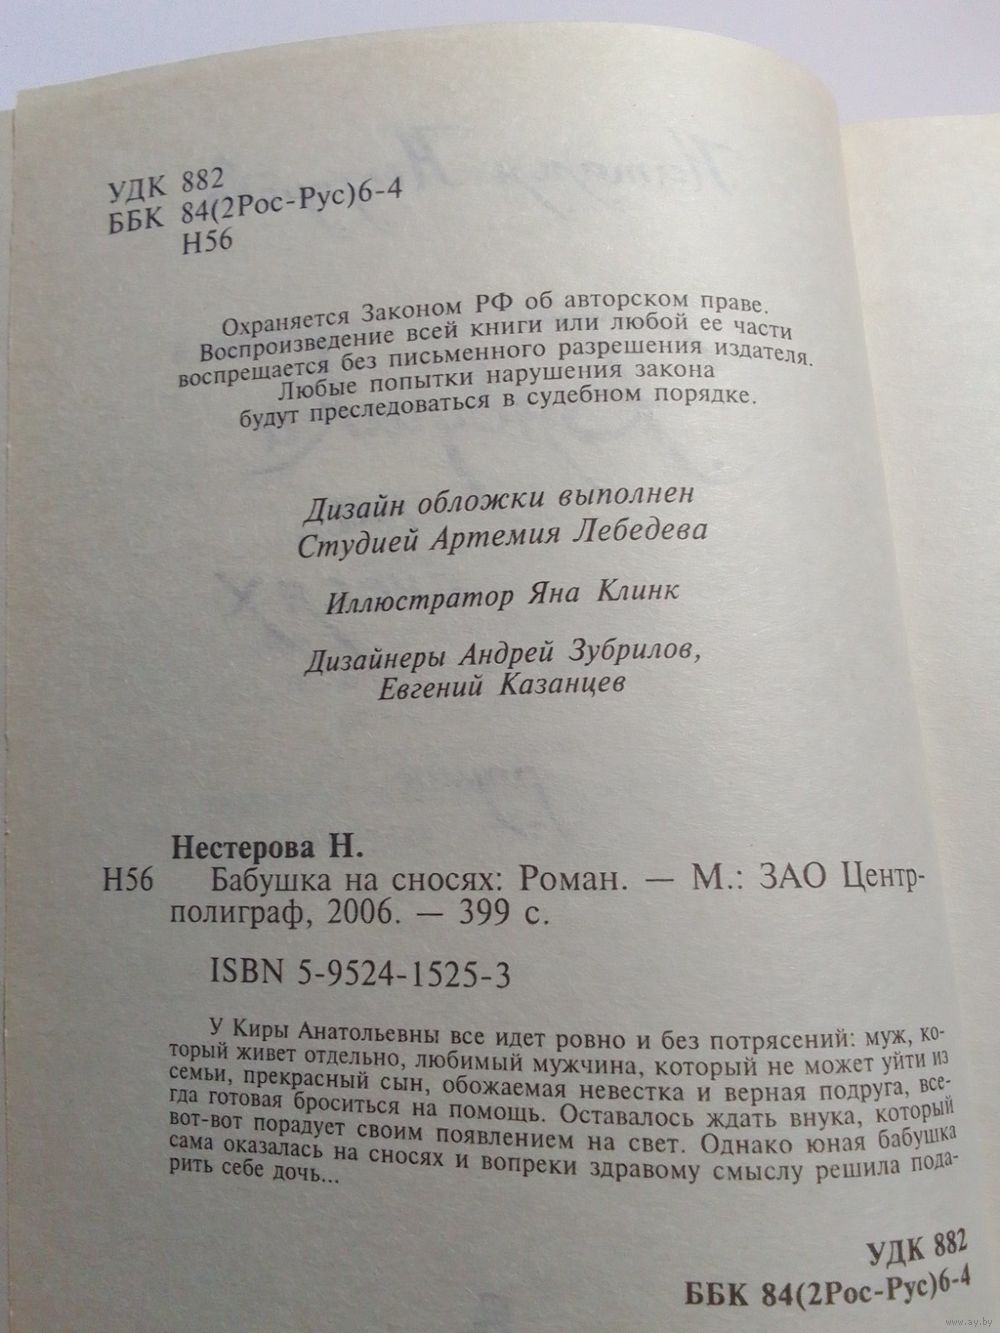 УДК 882
ББК 84(2Рос-Рус)6-4
Н56
Охраняется Законом РФ об авторском праве.
Воспроизведение всей книги или любой ее части
воспрещается без письменного разрешения издателя.
Любые попытки нарушения закона
будут преследоваться в судебном порядке.
Дизайн обложки выполнен
Студией Артемия Лебедева
Иллюстратор Яна Клинк
Дизайнеры Андрей Зубрилов,
Евгений Казанцев
Нестерова Н.
Н56 Бабушка на сносях: Роман. — М.: ЗАО Центр-
полиграф, 2006. — 399 с.
ISBN 5-9524-1525-3
У Киры Анатольевны все идет ровно и без потрясений: муж, ко-
торый живет отдельно, любимый мужчина, который не может уйти из
семьи, прекрасный сын, обожаемая невестка и верная подруга, все-
гда готовая броситься на помощь. Оставалось ждать внука, который
вот-вот порадует своим появлением на свет. Однако юная бабушка
сама оказалась на сносях и вопреки здравому смыслу решила пода-
рить себе дочь...
УДК 882
ББК 84(2Рос-Рус)6-4
www.ay.by